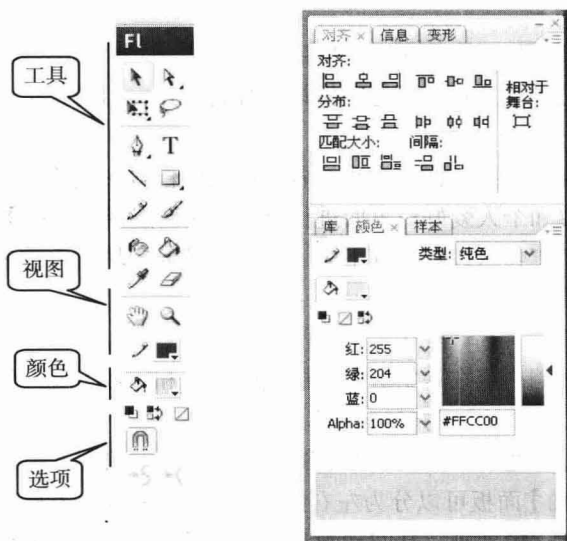 Fl
工具
T
视图
颜色
选项
对齐 × 信息 变形
对齐:
相对于
舞台:
分布:
匹配大小: 间隔:
库 颜色 × 样本
类型: 纯色
红: 255
绿: 204
蓝: 0
Alpha: 100% #FFCC00